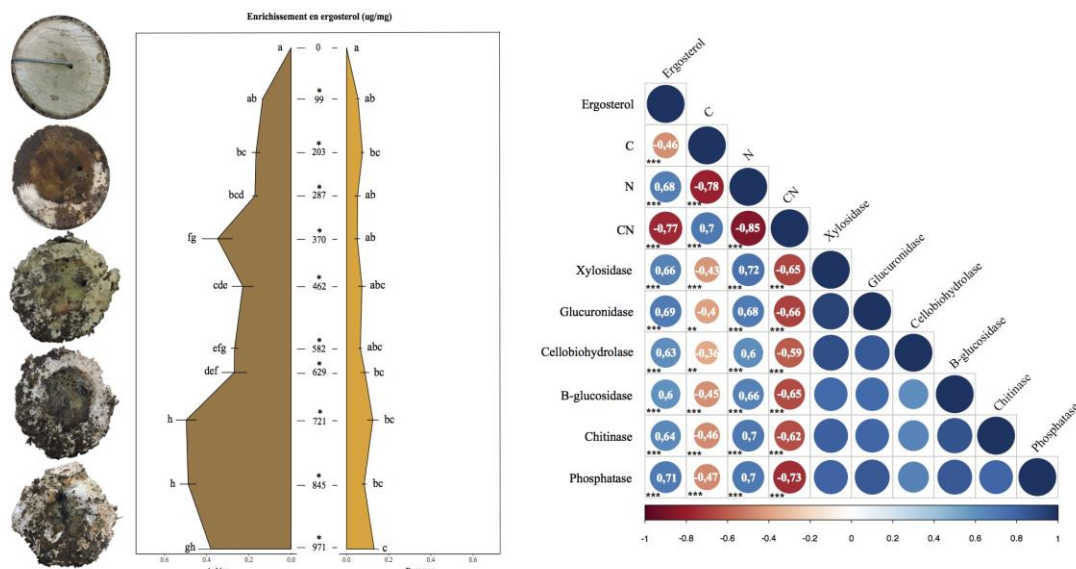 Enrichissement en ergosterol (ug/mg)
a — 0 — a
ab * 99 ab
bc * 203 bc
bcd * 287 ab
fg * 370 ab
cde * 462 abc
efg * 582 abc
def * 629 bc
h * 721 bc
h * 845 bc
gh * 971 c
0.6 0.4 0.2 0.0 0.0 0.2 0.4 0.6
Ergosterol
C
N
CN
Xylosidase
Glucuronidase
Cellobiohydrolase
B-glucosidase
Chitinase
Phosphatase
Ergosterol
C -0,46 ***
N 0,68 *** -0,78 ***
CN -0,77 *** 0,7 *** -0,85 ***
Xylosidase 0,66 *** -0,43 *** 0,72 *** -0,65 ***
Glucuronidase 0,69 *** -0,4 ** 0,68 *** -0,66 ***
Cellobiohydrolase 0,63 *** -0,36 ** 0,6 *** -0,59 ***
B-glucosidase 0,6 *** -0,45 *** 0,66 *** -0,65 ***
Chitinase 0,64 *** -0,46 *** 0,7 *** -0,62 ***
Phosphatase 0,71 *** -0,47 *** 0,7 *** -0,73 ***
-1 -0.8 -0.6 -0.4 -0.2 0 0.2 0.4 0.6 0.8 1